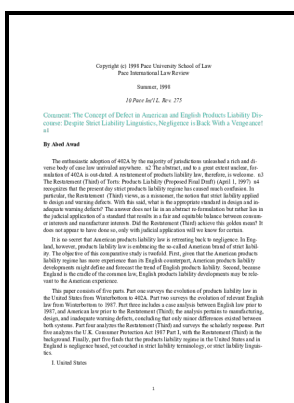 Copyright (c) 1998 Pace University School of Law
Pace International Law Review
Summer, 1998
10 Pace Int'l L. Rev. 275
Comment: The Concept of Defect in American and English Products Liability Dis-
course: Despite Strict Liability Linguistics, Negligence is Back With a Vengeance!
n1
By Abed Awad
The enthusiastic adoption of 402A by the majority of jurisdictions unleashed a rich and di-
verse body of case law unrivaled anywhere. n2 The abstract, and to a great extent unclear, for-
mulation of 402A is out-dated. A restatement of products liability law, therefore, is welcome. n3
The Restatement (Third) of Torts: Products Liability (Proposed Final Draft) (April 1, 1997) n4
recognizes that the present day strict products liability regime has caused much confusion. In
particular, the Restatement (Third) views, as a misnomer, the notion that strict liability applied
to design and warning defects. With this said, what is the appropriate standard in design and in-
adequate warning defects? The answer does not lie in an abstract re-formulation but rather lies in
the judicial application of a standard that results in a fair and equitable balance between consum-
er interests and manufacturer interests. Did the Restatement (Third) achieve this golden mean? It
does not appear to have done so, only with judicial application will we know for certain.
It is no secret that American products liability law is retreating back to negligence. In Eng-
land, however, products liability law is embracing the so-called American brand of strict liabil-
ity. The objective of this comparative study is twofold. First, given that the American products
liability regime has more experience than its English counterpart, American products liability
developments might define and forecast the trend of English products liability. Second, because
England is the cradle of the common law, English products liability developments may be rele-
vant to the American experience.
This paper consists of five parts. Part one surveys the evolution of products liability law in
the United States from Winterbottom to 402A. Part two surveys the evolution of relevant English
law from Winterbottom to 1987. Part three includes a case analysis between English law prior to
1987, and American law prior to the Restatement (Third); the analysis pertains to manufacturing,
design, and inadequate warning defects, concluding that only minor differences existed between
both systems. Part four analyzes the Restatement (Third) and surveys the scholarly response. Part
five analyzes the U.K. Consumer Protection Act 1987 Part I, with the Restatement (Third) in the
background. Finally, part five finds that the products liability regime in the United States and in
England is negligence based, yet couched in strict liability terminology, or strict liability linguis-
tics.
I. United States
1